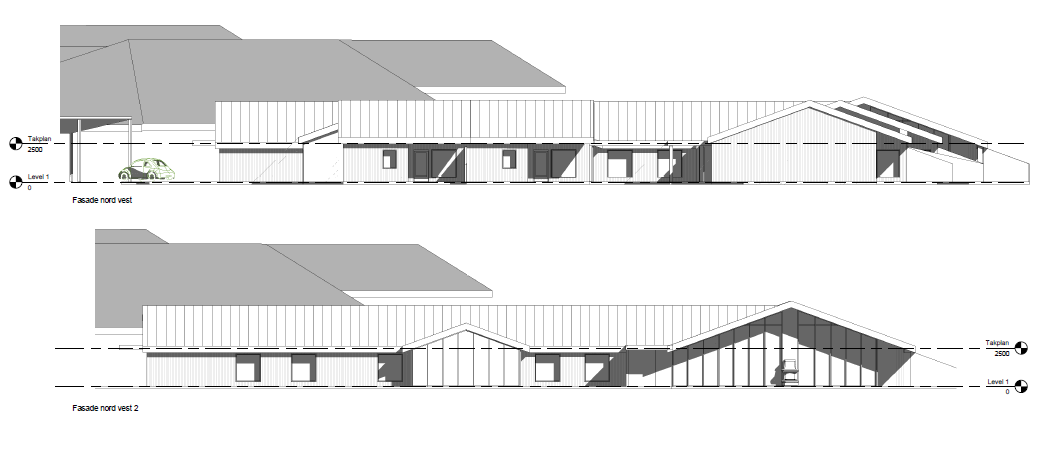 Takplan
2500
Level 1
0
Fasade nord vest
Takplan
2500
Level 1
0
Fasade nord vest 2